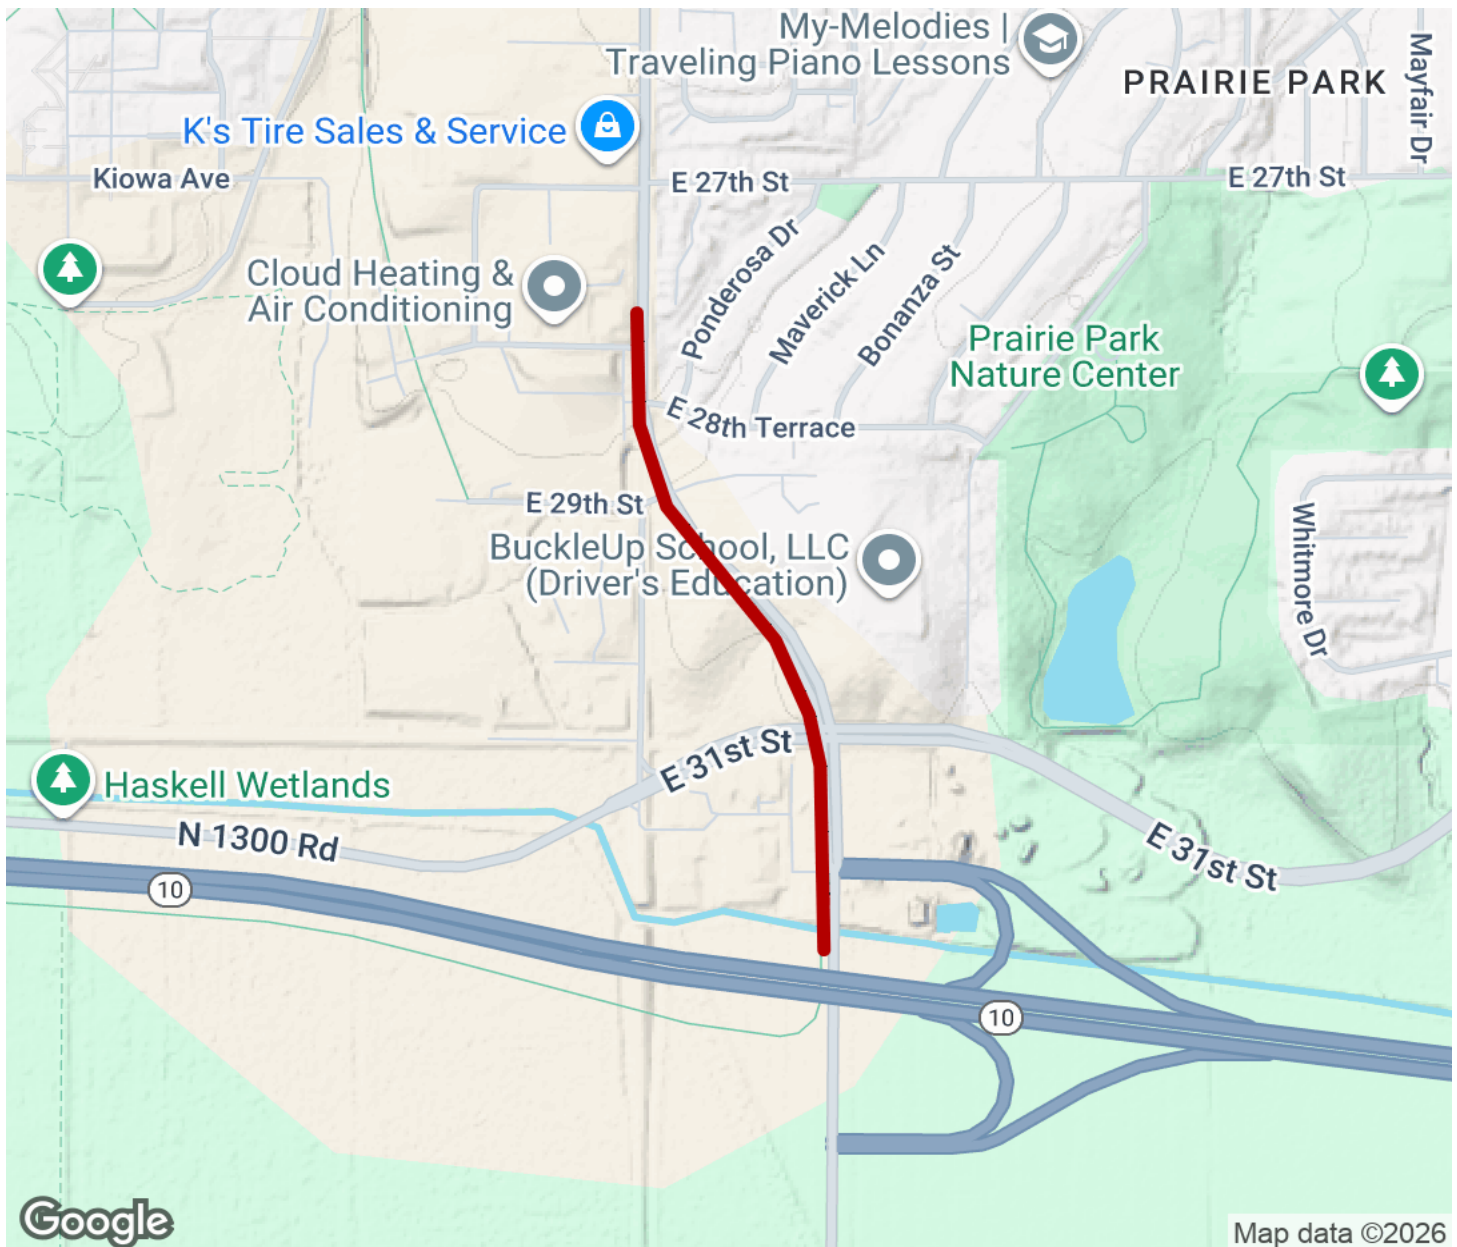 My-Melodies |
Traveling Piano Lessons
PRAIRIE PARK
Mayfair Dr
K's Tire Sales & Service
Kiowa Ave
E 27th St
E 27th St
Cloud Heating &
Air Conditioning
Ponderosa Dr
Maverick Ln
Bonanza St
Prairie Park
Nature Center
E 28th Terrace
E 29th St
BuckleUp School, LLC
(Driver's Education)
Whitmore Dr
E 31st St
Haskell Wetlands
N 1300 Rd
E 31st St
10
10
Google
Map data ©2026